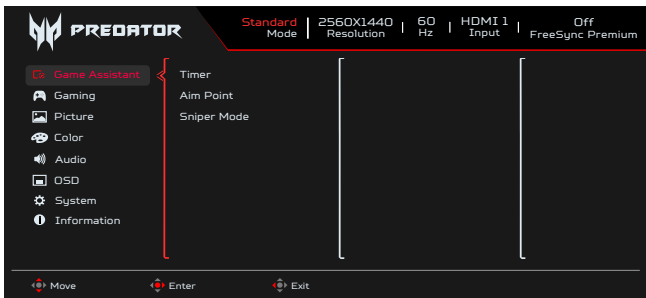 PREDATOR
Standard Mode
2560X1440 Resolution
60 Hz
HDMI 1 Input
Off FreeSync Premium
Game Assistant
Timer
Gaming
Aim Point
Picture
Sniper Mode
Color
Audio
OSD
System
Information
Move
Enter
Exit